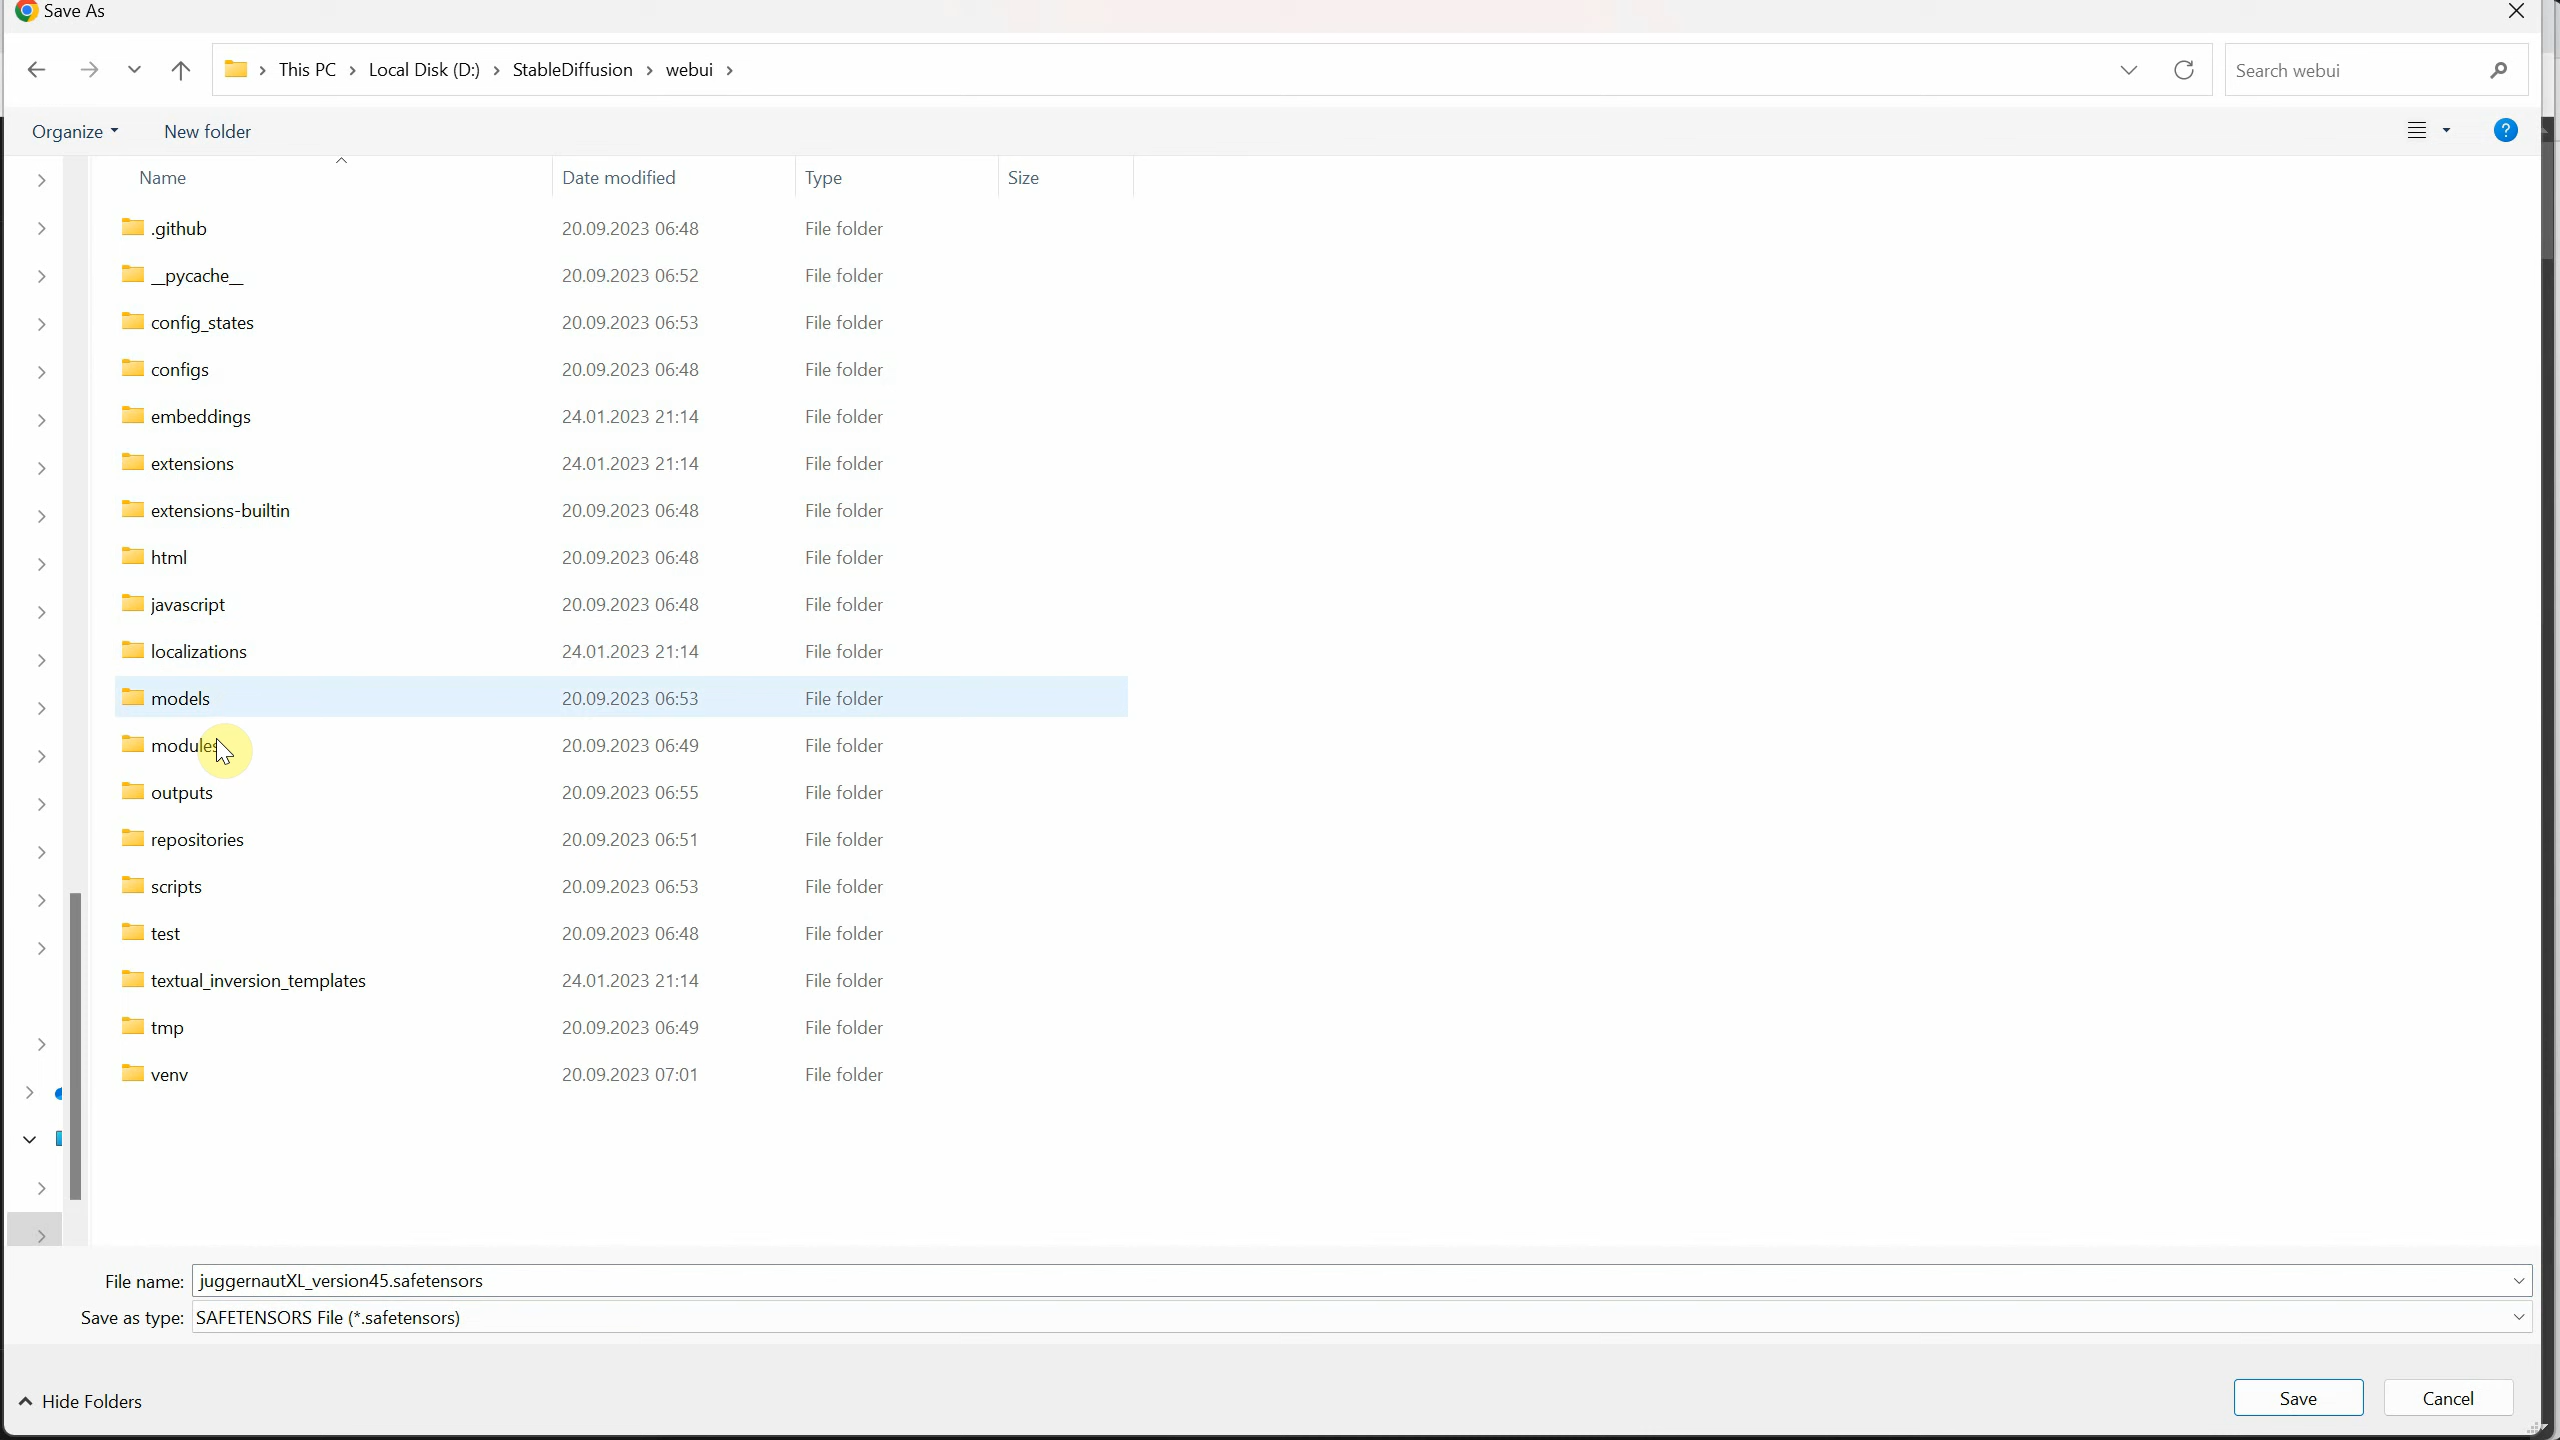 Save As
This PC > Local Disk (D:) > StableDiffusion > webui >
Search webui
Organize
New folder
Name Date modified Type Size
.github 20.09.2023 06:48 File folder
__pycache__ 20.09.2023 06:52 File folder
config_states 20.09.2023 06:53 File folder
configs 20.09.2023 06:48 File folder
embeddings 24.01.2023 21:14 File folder
extensions 24.01.2023 21:14 File folder
extensions-builtin 20.09.2023 06:48 File folder
html 20.09.2023 06:48 File folder
javascript 20.09.2023 06:48 File folder
localizations 24.01.2023 21:14 File folder
models 20.09.2023 06:53 File folder
modules 20.09.2023 06:49 File folder
outputs 20.09.2023 06:55 File folder
repositories 20.09.2023 06:51 File folder
scripts 20.09.2023 06:53 File folder
test 20.09.2023 06:48 File folder
textual_inversion_templates 24.01.2023 21:14 File folder
tmp 20.09.2023 06:49 File folder
venv 20.09.2023 07:01 File folder
File name: juggernautXL_version45.safetensors
Save as type: SAFETENSORS File (*.safetensors)
Hide Folders
Save
Cancel